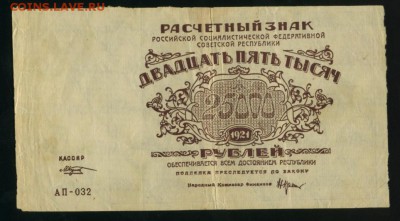 COINS.LAVE.RU
РАСЧЕТНЫЙ ЗНАК
РОССИЙСКОЙ СОЦИАЛИСТИЧЕСКОЙ ФЕДЕРАТИВНОЙ
СОВЕТСКОЙ РЕСПУБЛИКИ
ДВАДЦАТЬ ПЯТЬ ТЫСЯЧ
25000
1921
РУБЛЕЙ
ОБЕСПЕЧИВАЕТСЯ ВСЕМ ДОСТОЯНИЕМ РЕСПУБЛИКИ
ПОДДЕЛКА ПРЕСЛЕДУЕТСЯ ПО ЗАКОНУ
КАССИР
Народный Комиссар Финансов
АП-032